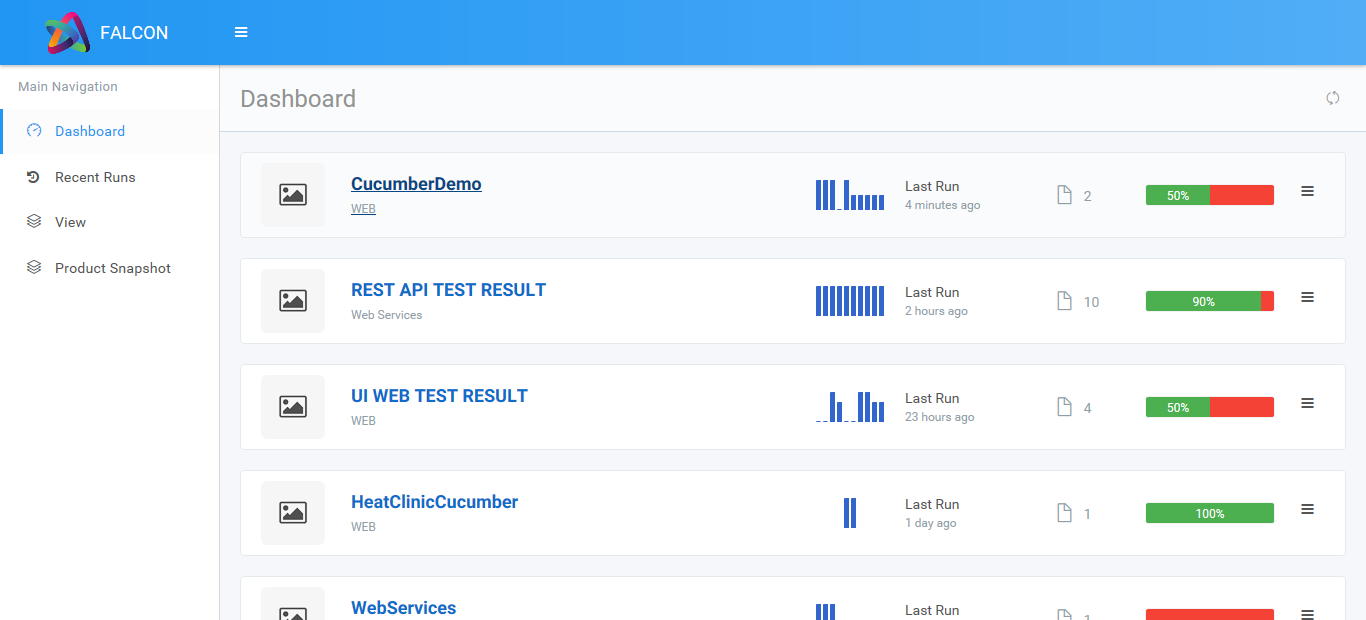 FALCON
Main Navigation
Dashboard
Recent Runs
View
Product Snapshot
Dashboard
CucumberDemo
WEB
Last Run
4 minutes ago
2
50%
REST API TEST RESULT
Web Services
Last Run
2 hours ago
10
90%
UI WEB TEST RESULT
WEB
Last Run
23 hours ago
4
50%
HeatClinicCucumber
WEB
Last Run
1 day ago
1
100%
WebServices
Last Run